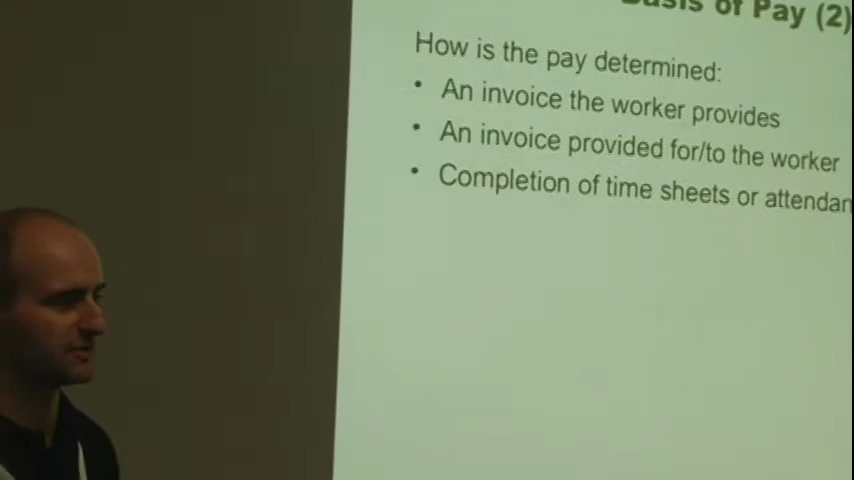 Basis of Pay (2)
How is the pay determined:
• An invoice the worker provides
• An invoice provided for/to the worker
• Completion of time sheets or attendan